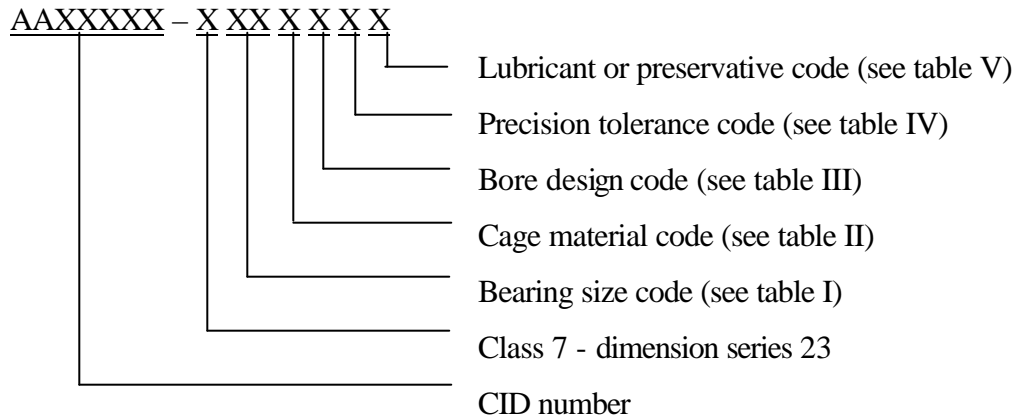 AAXXXXX – X XX X X X X
Lubricant or preservative code (see table V)
Precision tolerance code (see table IV)
Bore design code (see table III)
Cage material code (see table II)
Bearing size code (see table I)
Class 7 - dimension series 23
CID number